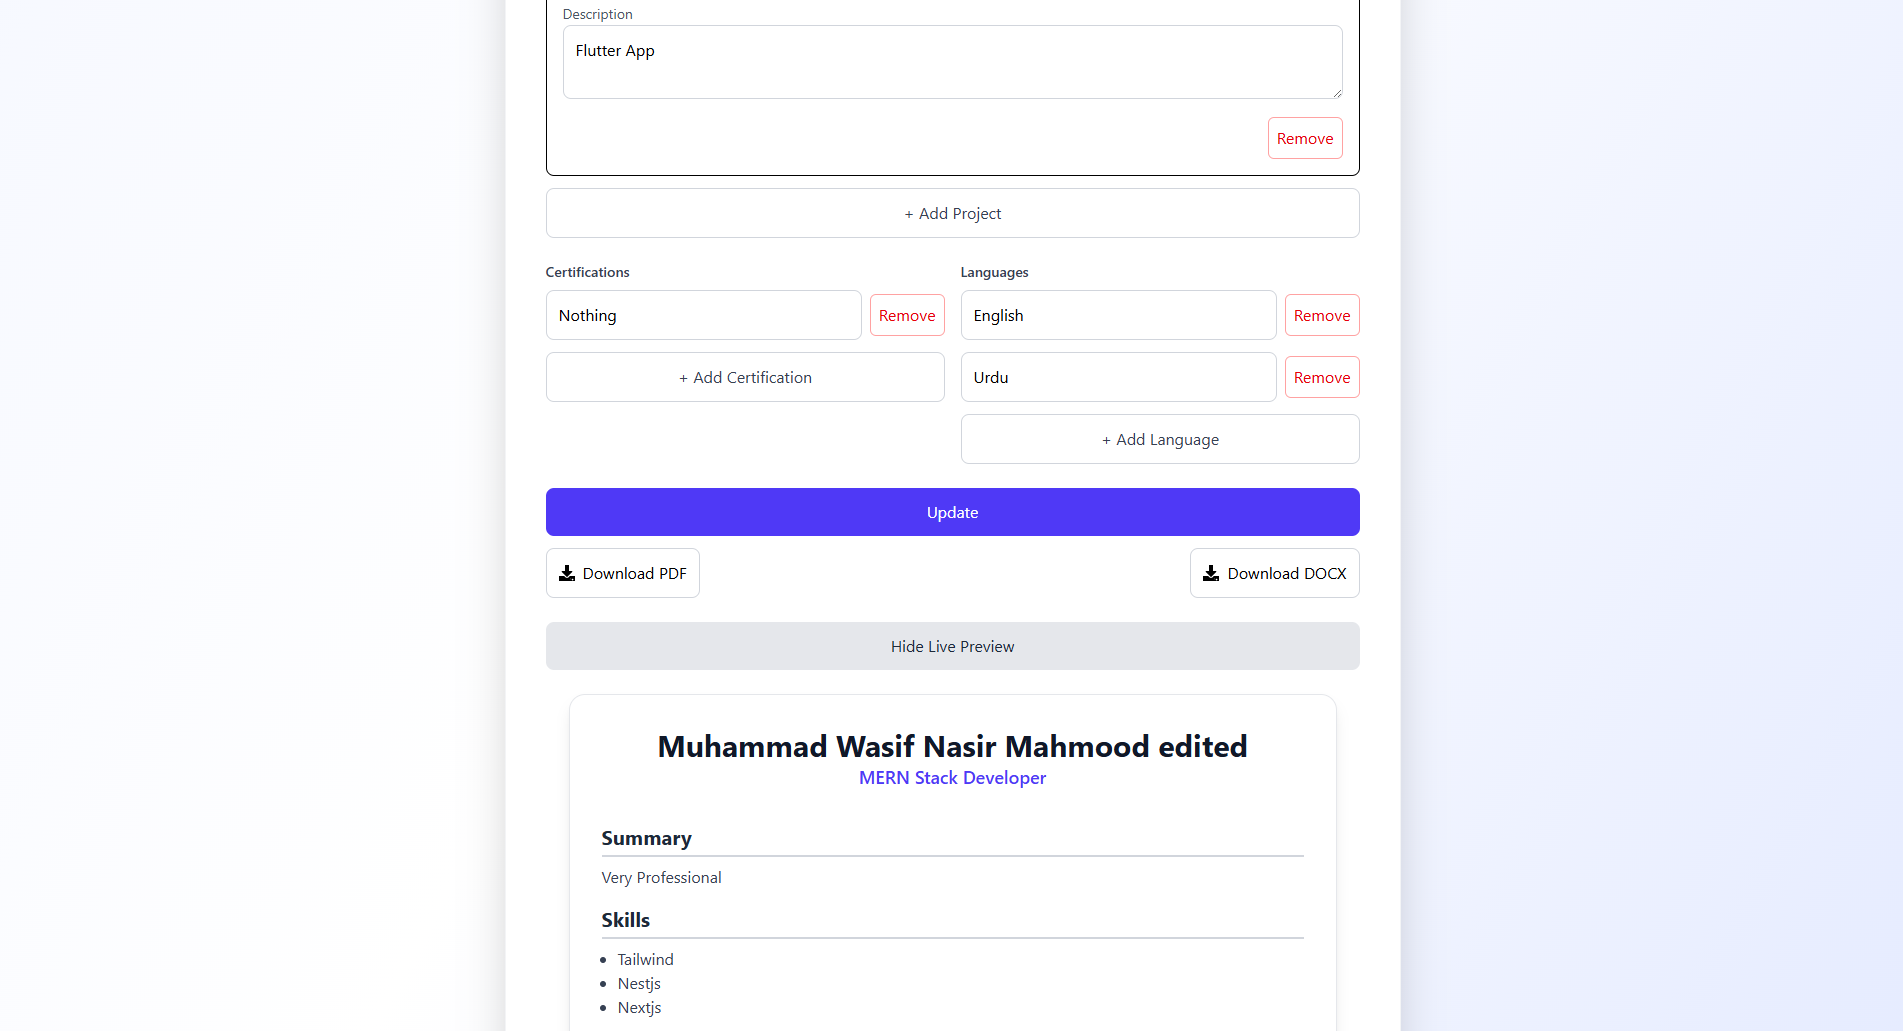 Description
Flutter App
Remove
+ Add Project
Certifications
Languages
Nothing
Remove
English
Remove
+ Add Certification
Urdu
Remove
+ Add Language
Update
Download PDF
Download DOCX
Hide Live Preview
Muhammad Wasif Nasir Mahmood edited
MERN Stack Developer
Summary
Very Professional
Skills
Tailwind
Nestjs
Nextjs